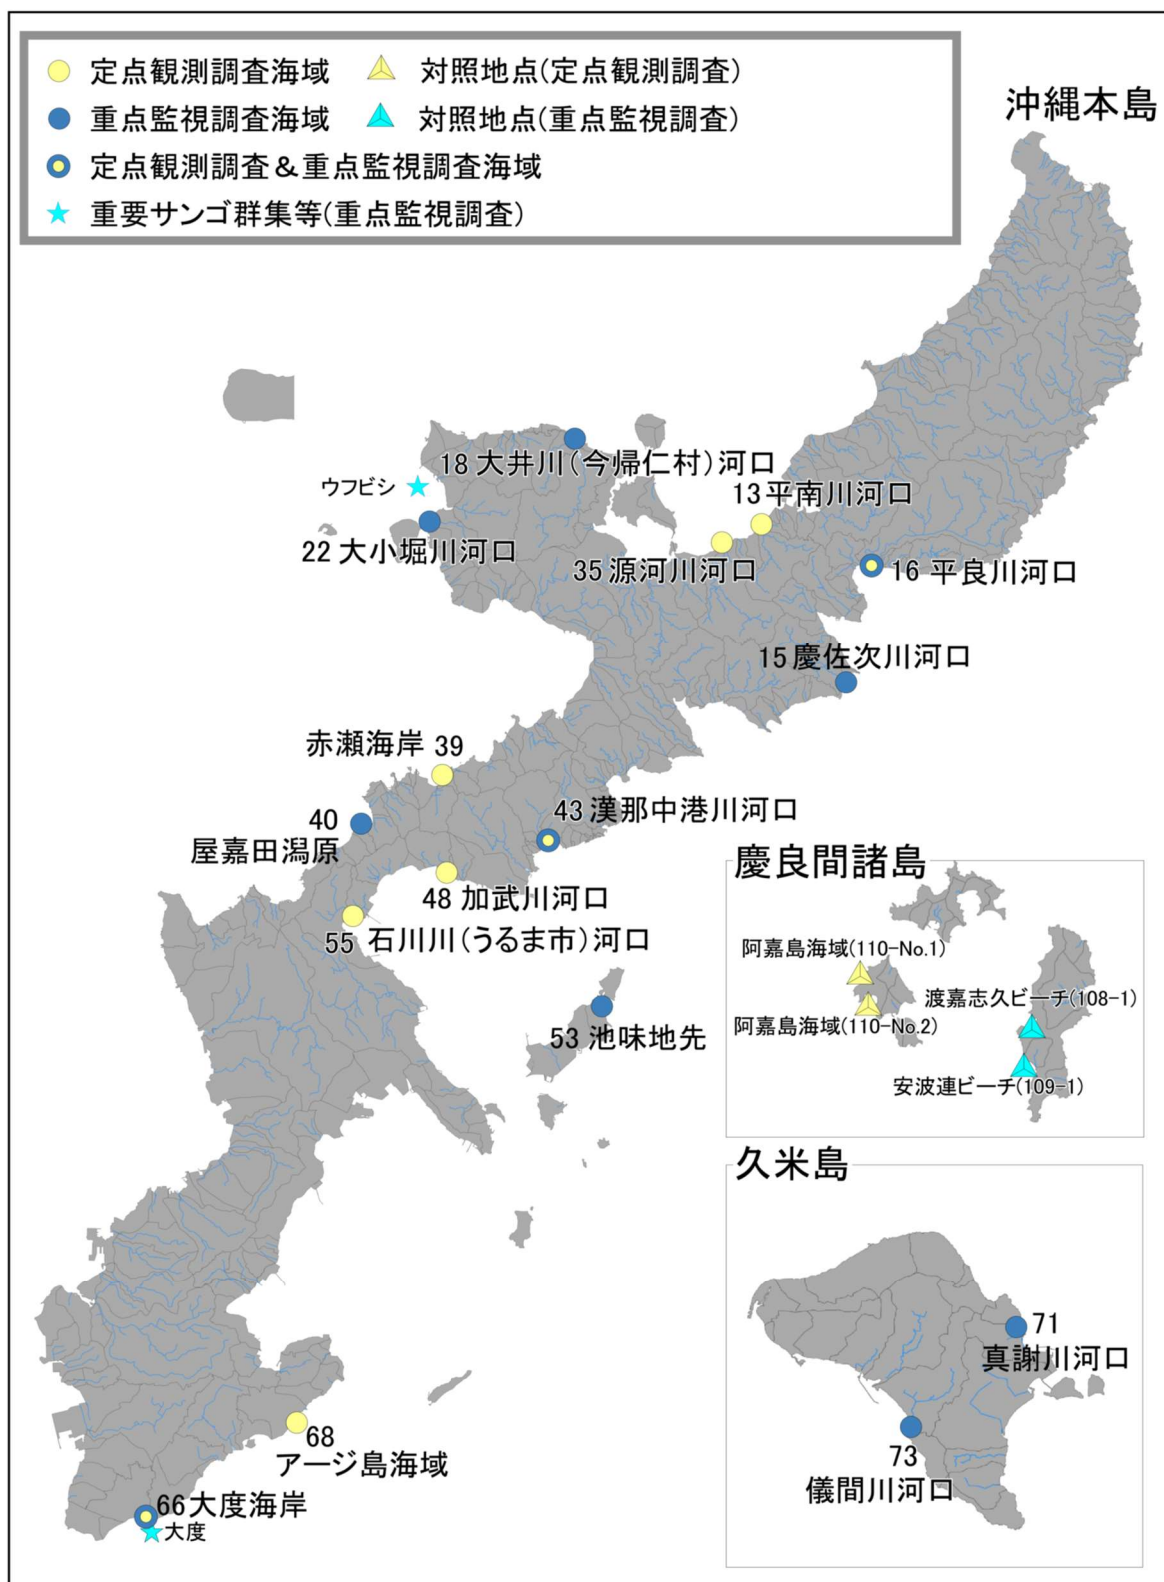 定点観測調査海域
対照地点(定点観測調査)
重点監視調査海域
対照地点(重点監視調査)
定点観測調査＆重点監視調査海域
重要サンゴ群集等(重点監視調査)
沖縄本島
18 大井川(今帰仁村)河口
ウフビシ
13平南川河口
22 大小堀川河口
35 源河川河口
16 平良川河口
15慶佐次川河口
赤瀬海岸 39
40
屋嘉田潟原
43 漢那中港川河口
48 加武川河口
55 石川川(うるま市)河口
53 池味地先
慶良間諸島
阿嘉島海域(110-No.1)
渡嘉志久ビーチ(108-1)
阿嘉島海域(110-No.2)
安波連ビーチ(109-1)
久米島
71
真謝川河口
73
儀間川河口
68
アージ島海域
66大度海岸
大度